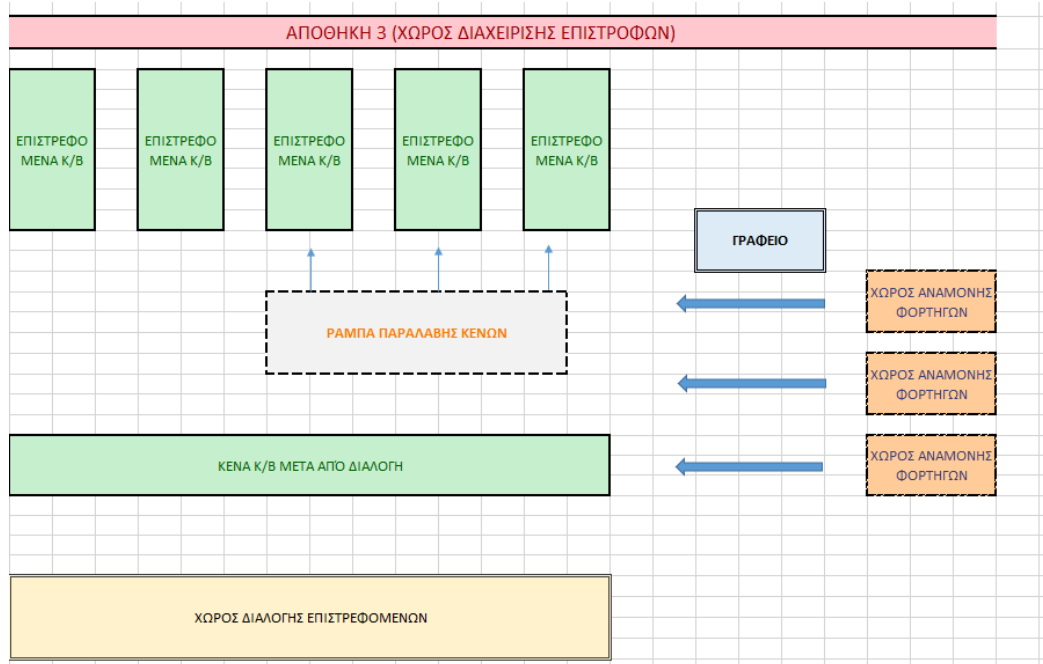 ΑΠΟΘΗΚΗ 3 (ΧΩΡΟΣ ΔΙΑΧΕΙΡΙΣΗΣ ΕΠΙΣΤΡΟΦΩΝ)
ΕΠΙΣΤΡΕΦΟ
ΜΕΝΑ Κ/Β
ΕΠΙΣΤΡΕΦΟ
ΜΕΝΑ Κ/Β
ΕΠΙΣΤΡΕΦΟ
ΜΕΝΑ Κ/Β
ΕΠΙΣΤΡΕΦΟ
ΜΕΝΑ Κ/Β
ΕΠΙΣΤΡΕΦΟ
ΜΕΝΑ Κ/Β
ΓΡΑΦΕΙΟ
ΧΩΡΟΣ ΑΝΑΜΟΝΗΣ
ΦΟΡΤΗΓΩΝ
ΡΑΜΠΑ ΠΑΡΑΛΑΒΗΣ ΚΕΝΩΝ
ΧΩΡΟΣ ΑΝΑΜΟΝΗΣ
ΦΟΡΤΗΓΩΝ
ΚΕΝΑ Κ/Β ΜΕΤΑ ΑΠΌ ΔΙΑΛΟΓΗ
ΧΩΡΟΣ ΑΝΑΜΟΝΗΣ
ΦΟΡΤΗΓΩΝ
ΧΩΡΟΣ ΔΙΑΛΟΓΗΣ ΕΠΙΣΤΡΕΦΟΜΕΝΩΝ